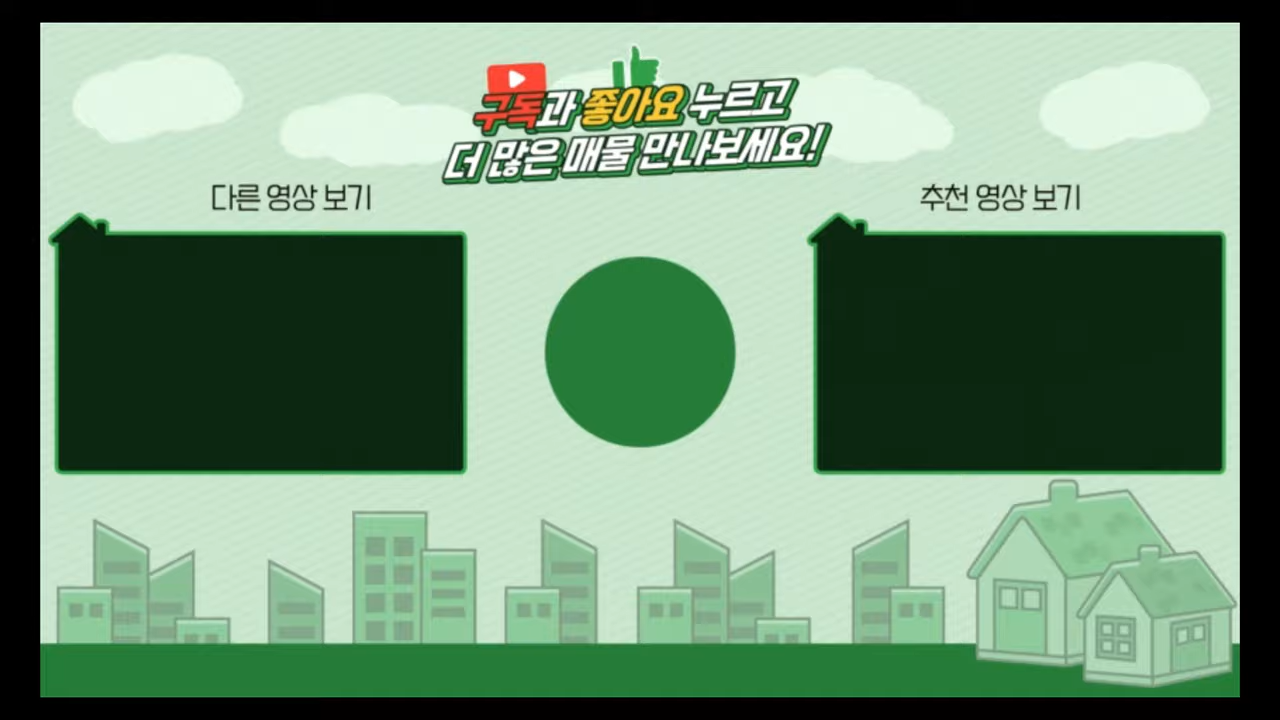 구독과 좋아요 누르고
더 많은 매물 만나보세요!
다른 영상 보기
추천 영상 보기